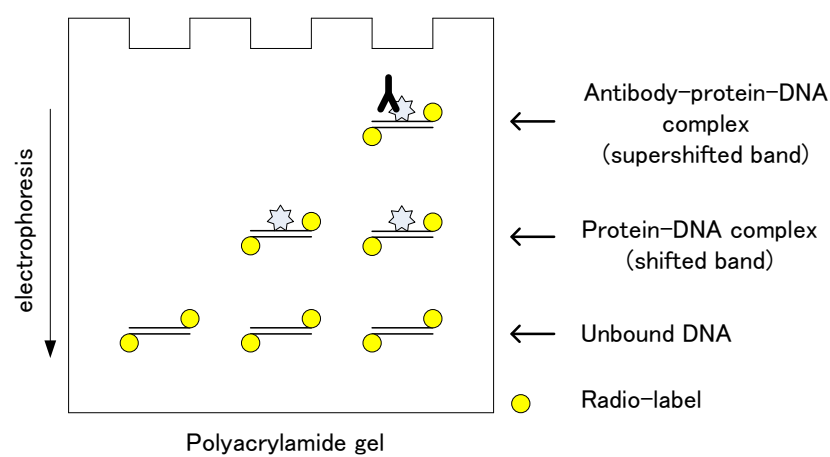 Antibody-protein-DNA
complex
(supershifted band)
electrophoresis
Protein-DNA complex
(shifted band)
Unbound DNA
Radio-label
Polyacrylamide gel